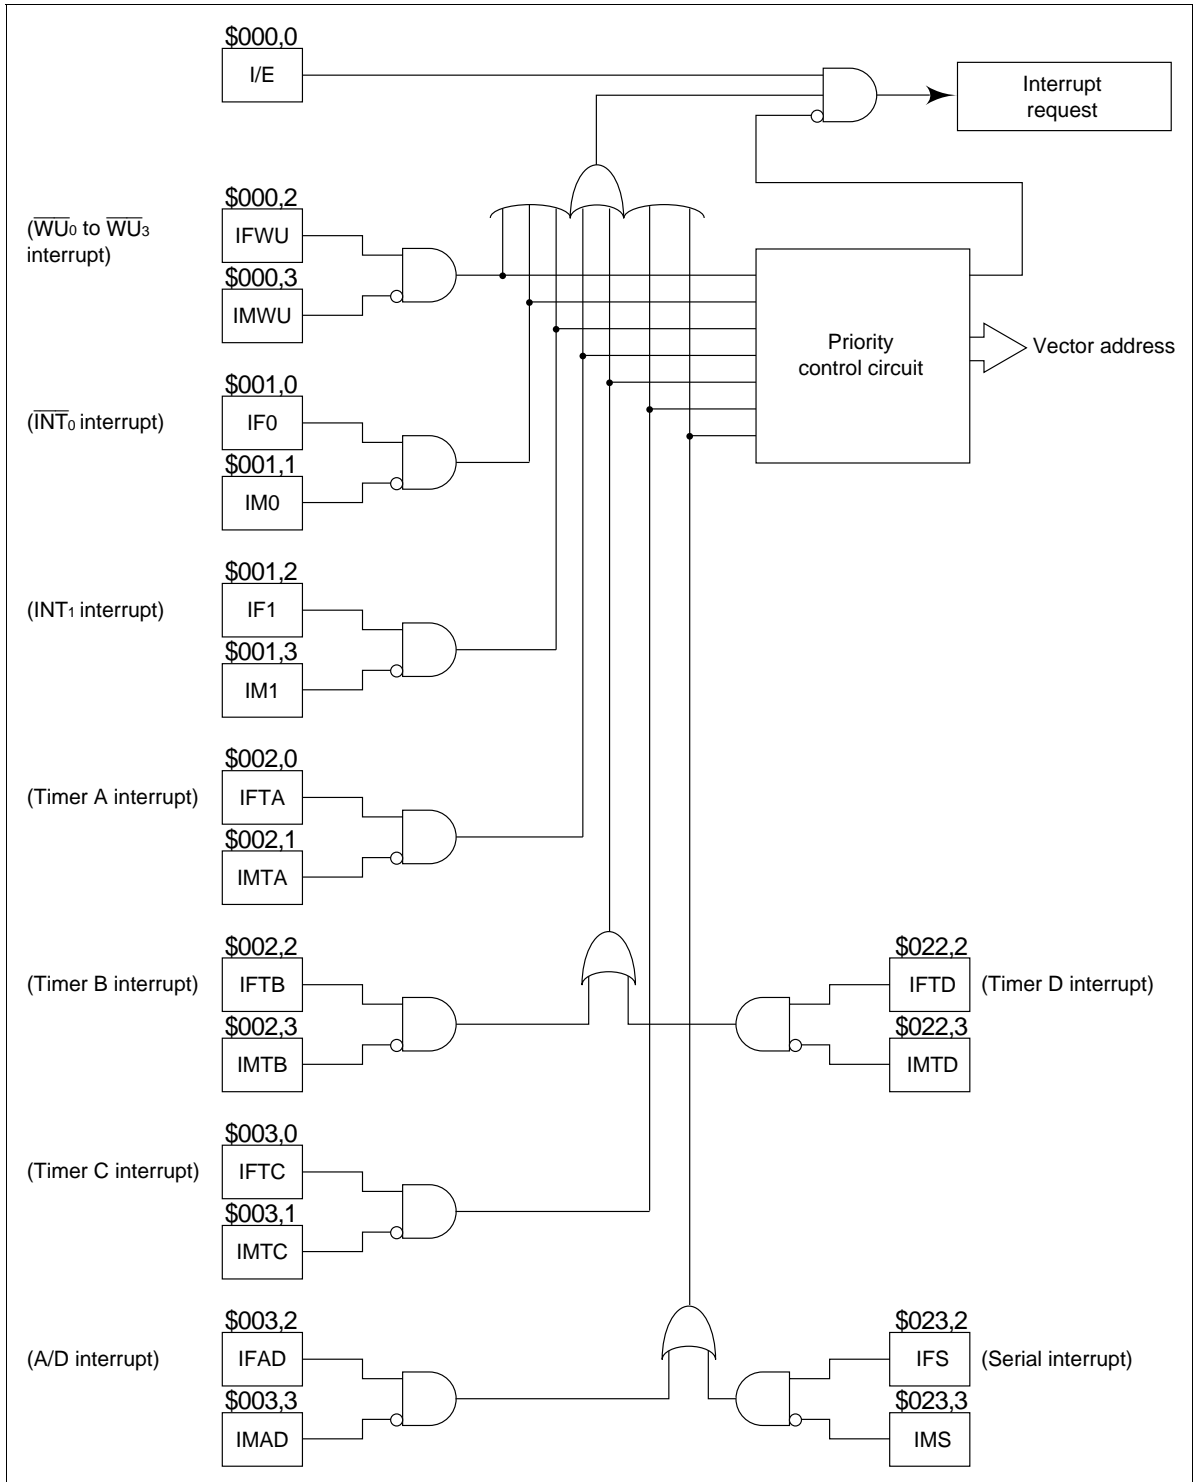 $000,0
I/E
Interrupt
request
$000,2
(W̅U̅₀ to W̅U̅₃
interrupt)
IFWU
$000,3
IMWU
Priority
control circuit
Vector address
$001,0
(I̅N̅T̅₀ interrupt)
IF0
$001,1
IM0
$001,2
(INT₁ interrupt)
IF1
$001,3
IM1
$002,0
(Timer A interrupt)
IFTA
$002,1
IMTA
$002,2
(Timer B interrupt)
IFTB
$002,3
IMTB
$022,2
IFTD
(Timer D interrupt)
$022,3
IMTD
$003,0
(Timer C interrupt)
IFTC
$003,1
IMTC
$003,2
(A/D interrupt)
IFAD
$003,3
IMAD
$023,2
IFS
(Serial interrupt)
$023,3
IMS